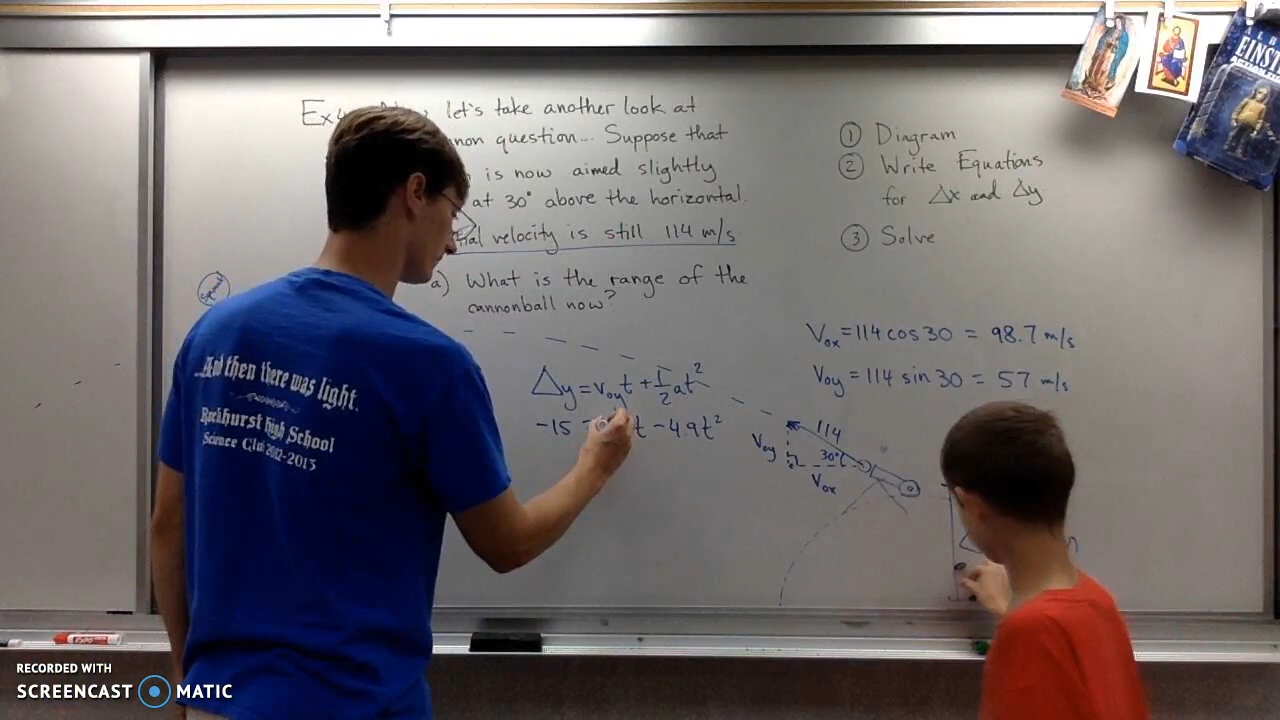 let's take another look at
question... Suppose that
is now aimed slightly
at 30° above the horizontal.
velocity is still 114 m/s
a) What is the range of the
cannonball now?
① Diagram
② Write Equations
for Δx and Δy
③ Solve
Vox = 114 cos 30 = 98.7 m/s
Voy = 114 sin 30 = 57 m/s
Δy = voyt + 1/2 at²
-15 = t - 4.9t²
114
30°
Voy
Vox
EINST
...And then there was light.
Rockhurst High School
Science Club 2012-2013
EXPO
RECORDED WITH
SCREENCAST MATIC